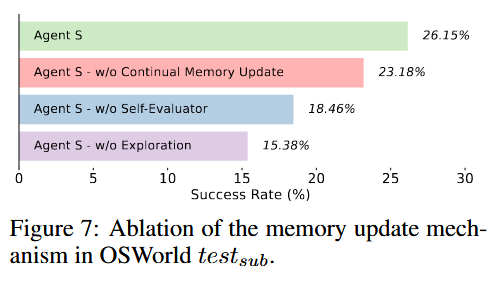 Agent S 26.15%
Agent S - w/o Continual Memory Update 23.18%
Agent S - w/o Self-Evaluator 18.46%
Agent S - w/o Exploration 15.38%
0 5 10 15 20 25 30
Success Rate (%)
Figure 7: Ablation of the memory update mech-
anism in OSWorld test_sub.